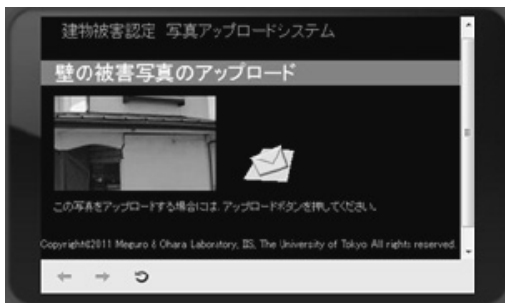 建物被害認定 写真アップロードシステム
壁の被害写真のアップロード
この写真をアップロードする場合には、アップロードボタンを押してください。
Copyright©2011 Meguro & Ohara Laboratory, IIS, The University of Tokyo All rights reserved.